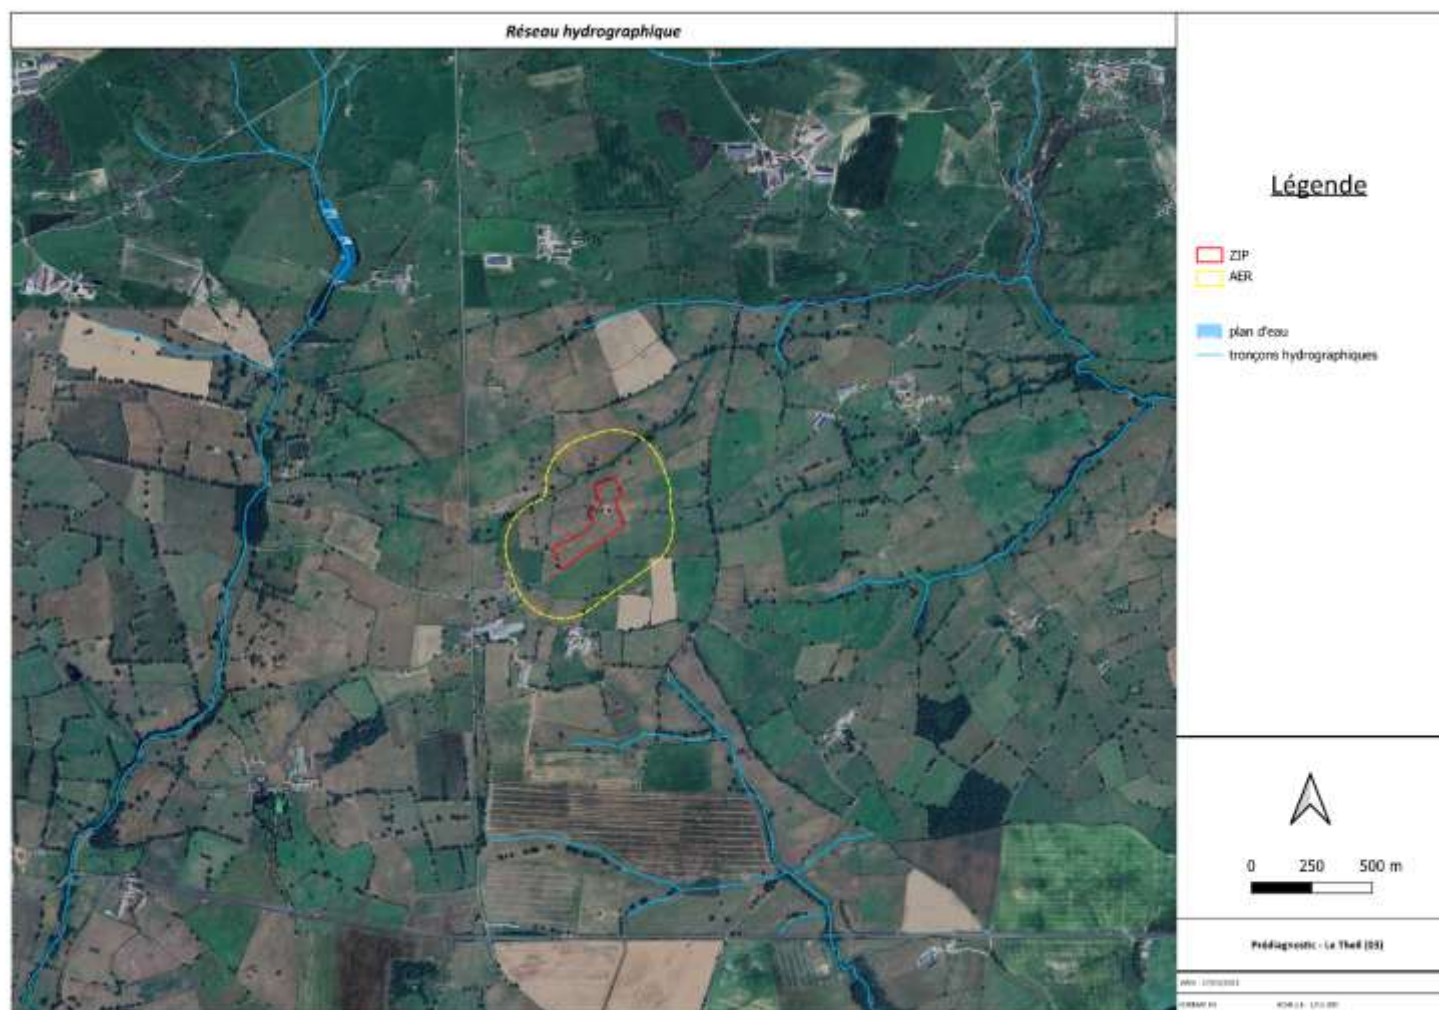 Réseau hydrographique
Légende
ZIP
AER
plan d'eau
tronçons hydrographiques
0 250 500 m
Prédiagnostic - Le Theil (03)